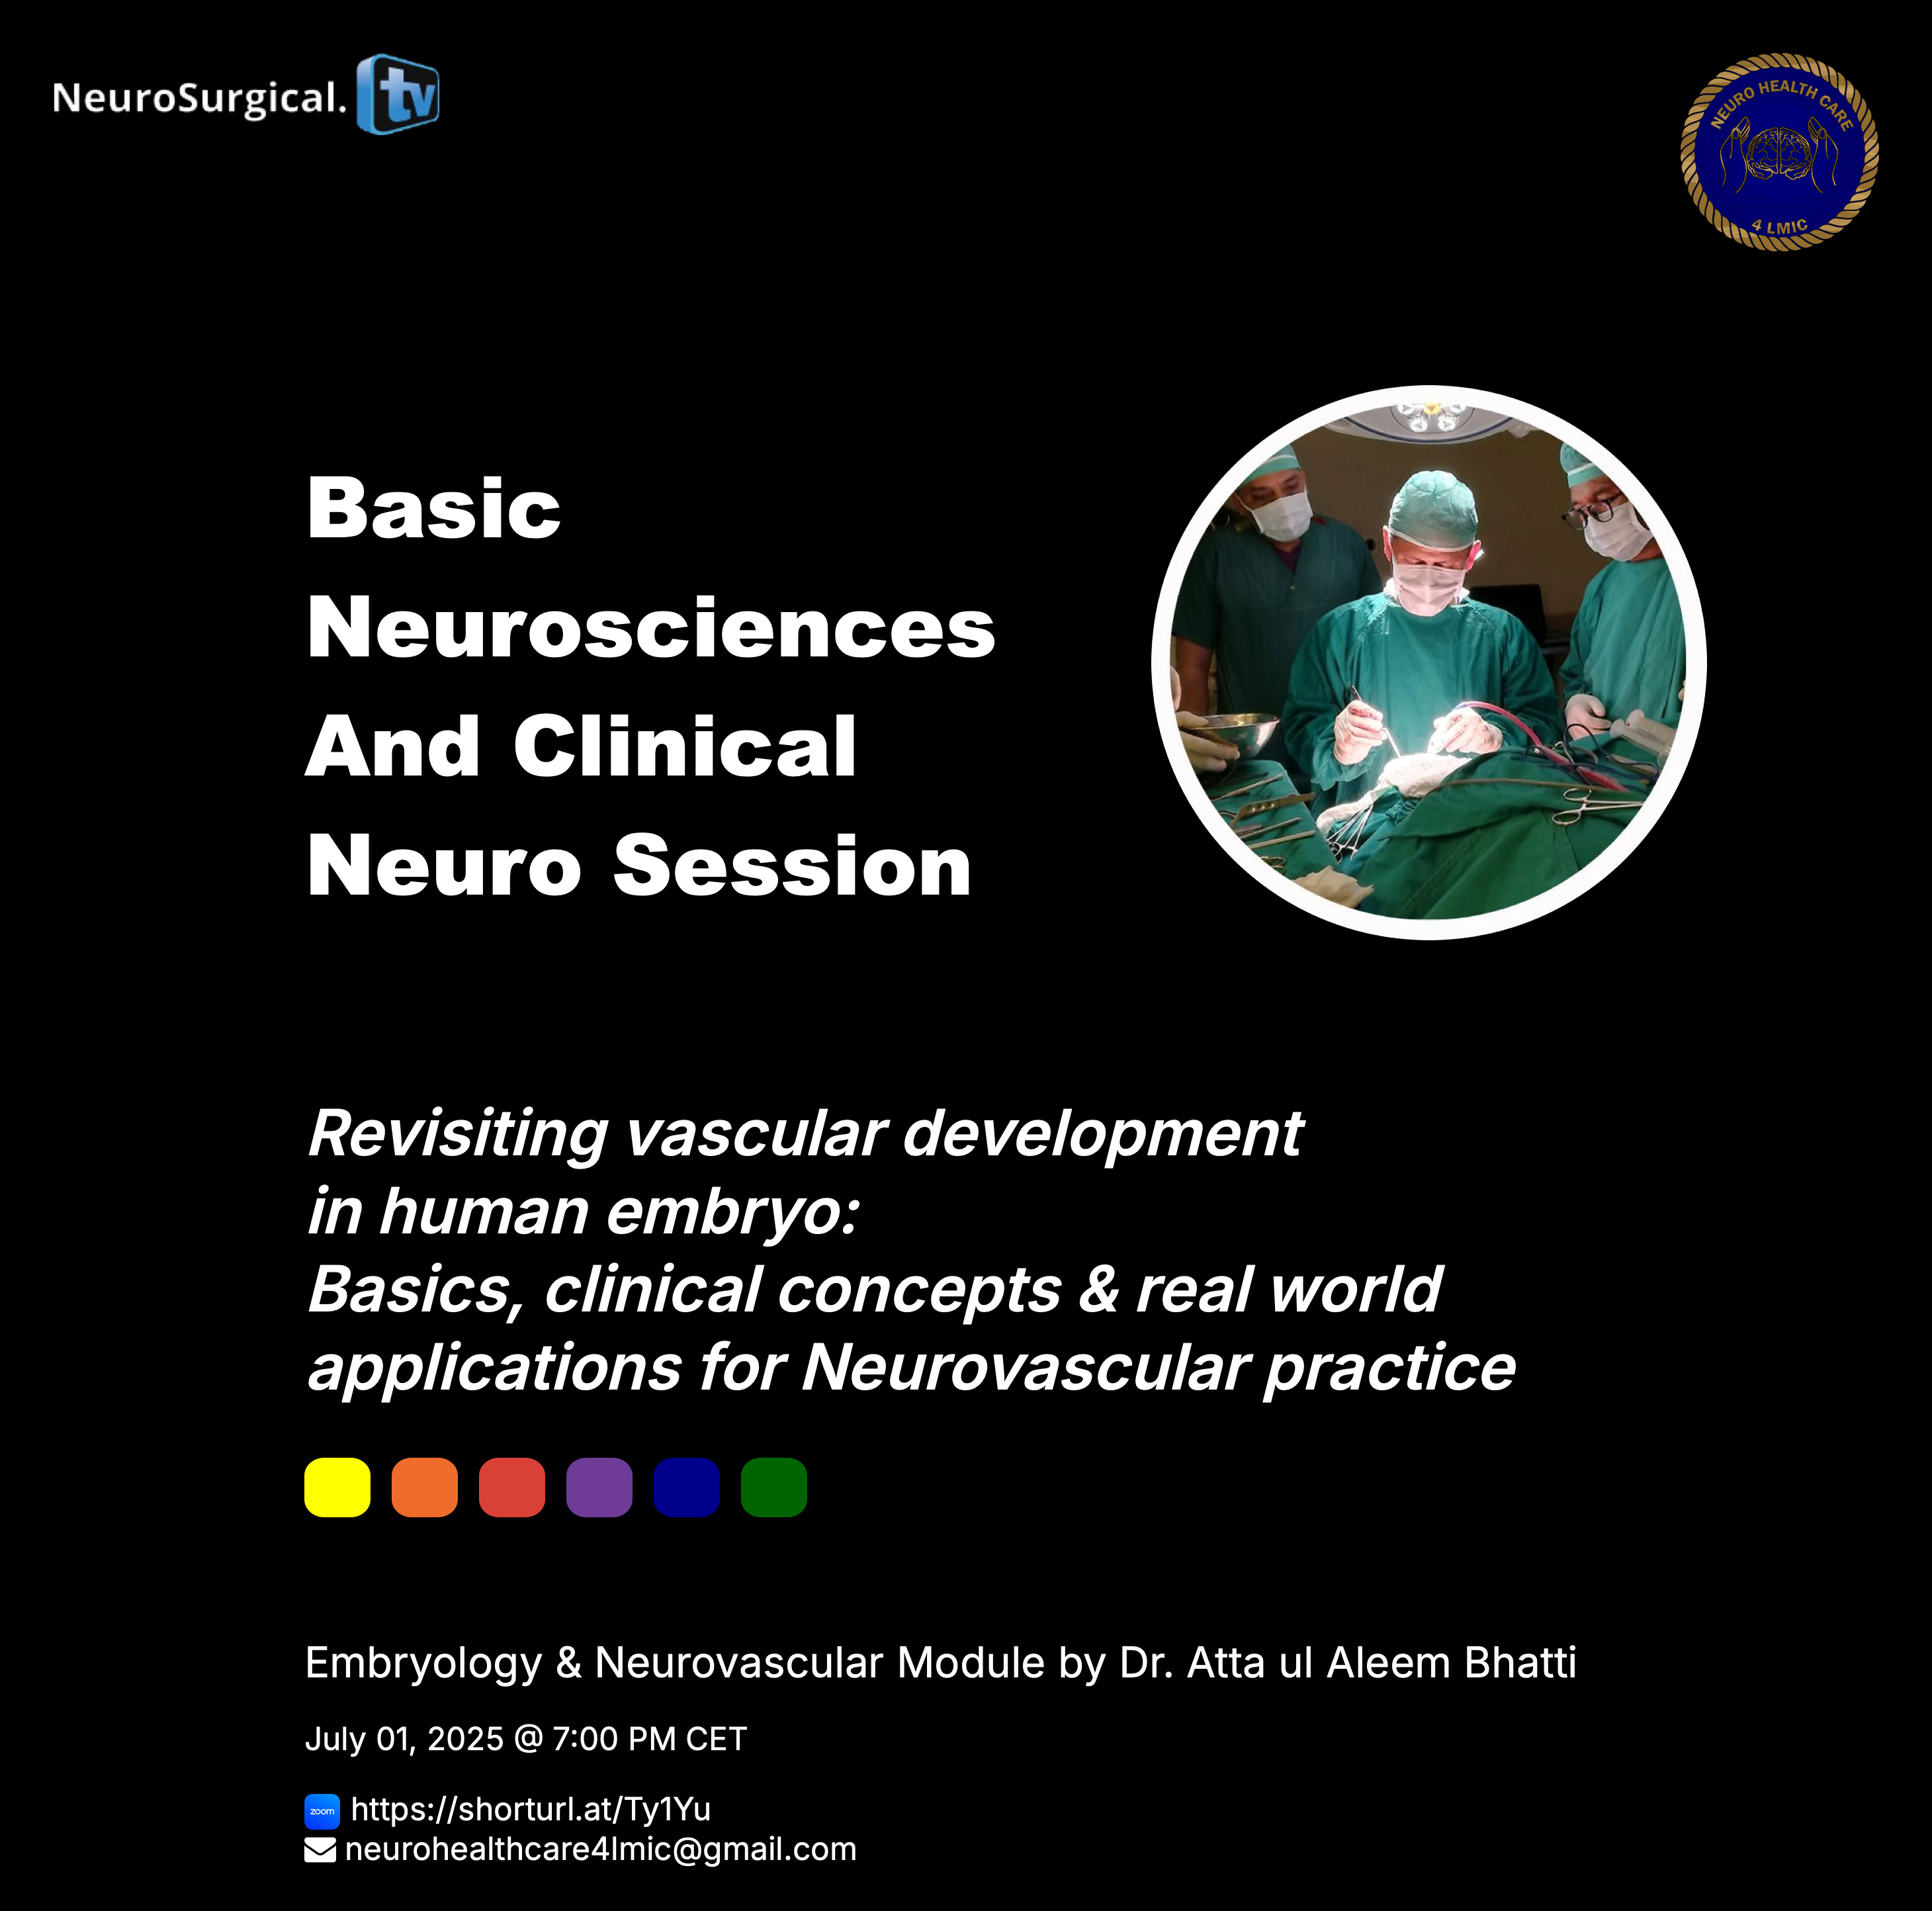 NeuroSurgical.tv
NEURO HEALTH CARE
4 LMIC
Basic
Neurosciences
And Clinical
Neuro Session
Revisiting vascular development
in human embryo:
Basics, clinical concepts & real world
applications for Neurovascular practice
Embryology & Neurovascular Module by Dr. Atta ul Aleem Bhatti
July 01, 2025 @ 7:00 PM CET
zoom https://shorturl.at/Ty1Yu
neurohealthcare4lmic@gmail.com